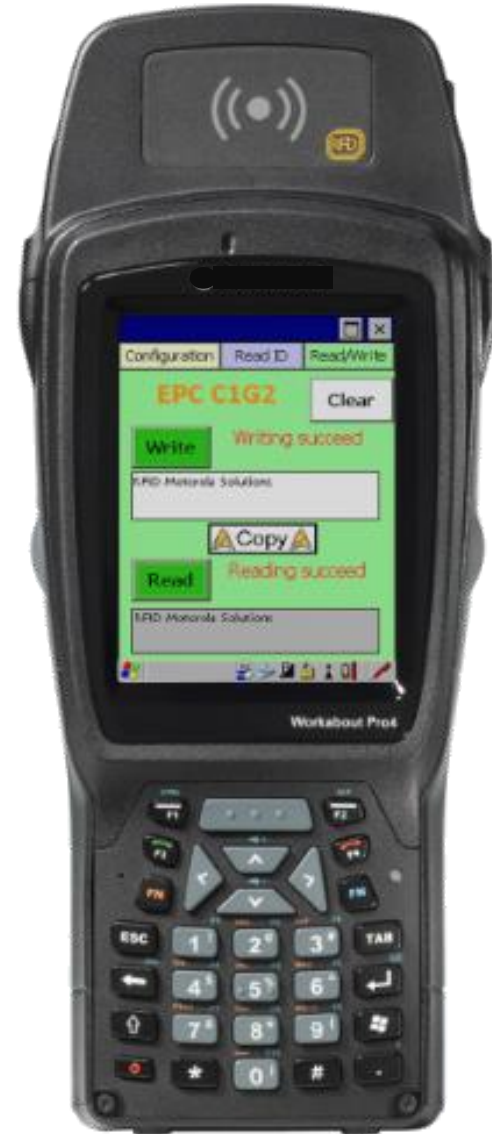 Configuration Read ID Read/Write
EPC C1G2
Clear
Write
Writing succeed
RFID Motorola Solutions
Copy
Read
Reading succeed
RFID Motorola Solutions
Workabout Pro4
F1
F2
F3
F4
FN
FN
ESC 1 2 3 TAB
4 5 6
7 8 9
* 0 # .